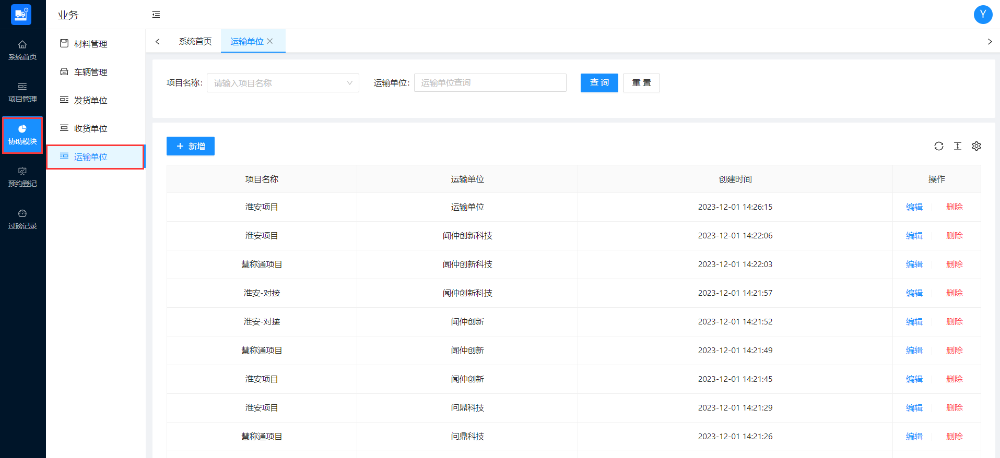 业务
Y
系统首页
项目管理
协助模块
预约登记
过磅记录
材料管理
车辆管理
发货单位
收货单位
运输单位
系统首页 运输单位
项目名称: 请输入项目名称 运输单位: 运输单位查询 查 询 重 置
新增
项目名称 运输单位 创建时间 操作
淮安项目 运输单位 2023-12-01 14:26:15 编辑 删除
淮安项目 闻仲创新科技 2023-12-01 14:22:06 编辑 删除
慧称通项目 闻仲创新科技 2023-12-01 14:22:03 编辑 删除
淮安-对接 闻仲创新科技 2023-12-01 14:21:57 编辑 删除
淮安-对接 闻仲创新 2023-12-01 14:21:52 编辑 删除
慧称通项目 闻仲创新 2023-12-01 14:21:49 编辑 删除
淮安项目 闻仲创新 2023-12-01 14:21:45 编辑 删除
淮安项目 问鼎科技 2023-12-01 14:21:29 编辑 删除
慧称通项目 问鼎科技 2023-12-01 14:21:26 编辑 删除